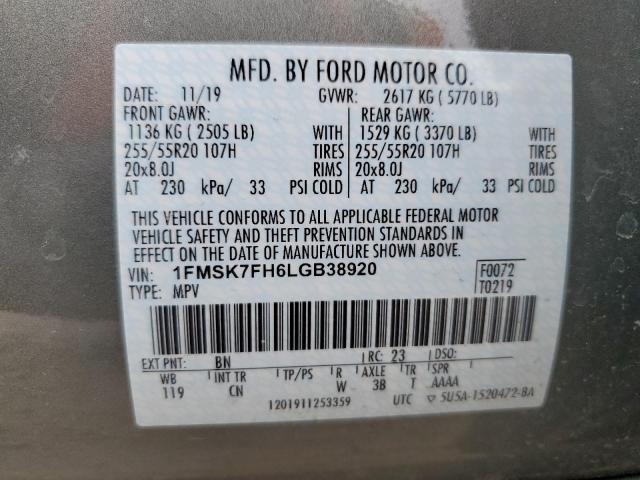 MFD. BY FORD MOTOR CO.
DATE: 11/19 GVWR: 2617 KG ( 5770 LB)
FRONT GAWR: REAR GAWR:
1136 KG ( 2505 LB) WITH 1529 KG ( 3370 LB) WITH
255/55R20 107H TIRES 255/55R20 107H TIRES
20x8.0J RIMS 20x8.0J RIMS
AT 230 kPa/ 33 PSI COLD AT 230 kPa/ 33 PSI COLD
THIS VEHICLE CONFORMS TO ALL APPLICABLE FEDERAL MOTOR
VEHICLE SAFETY AND THEFT PREVENTION STANDARDS IN
EFFECT ON THE DATE OF MANUFACTURE SHOWN ABOVE.
VIN: 1FMSK7FH6LGB38920 F0072
TYPE: MPV T0219
EXT PNT: BN RC: 23 DSO:
WB INT TR TP/PS R AXLE TR SPR
119 CN W 3B T AAAA
1201911253359 UTC ▽ 5U5A-1520472-BA